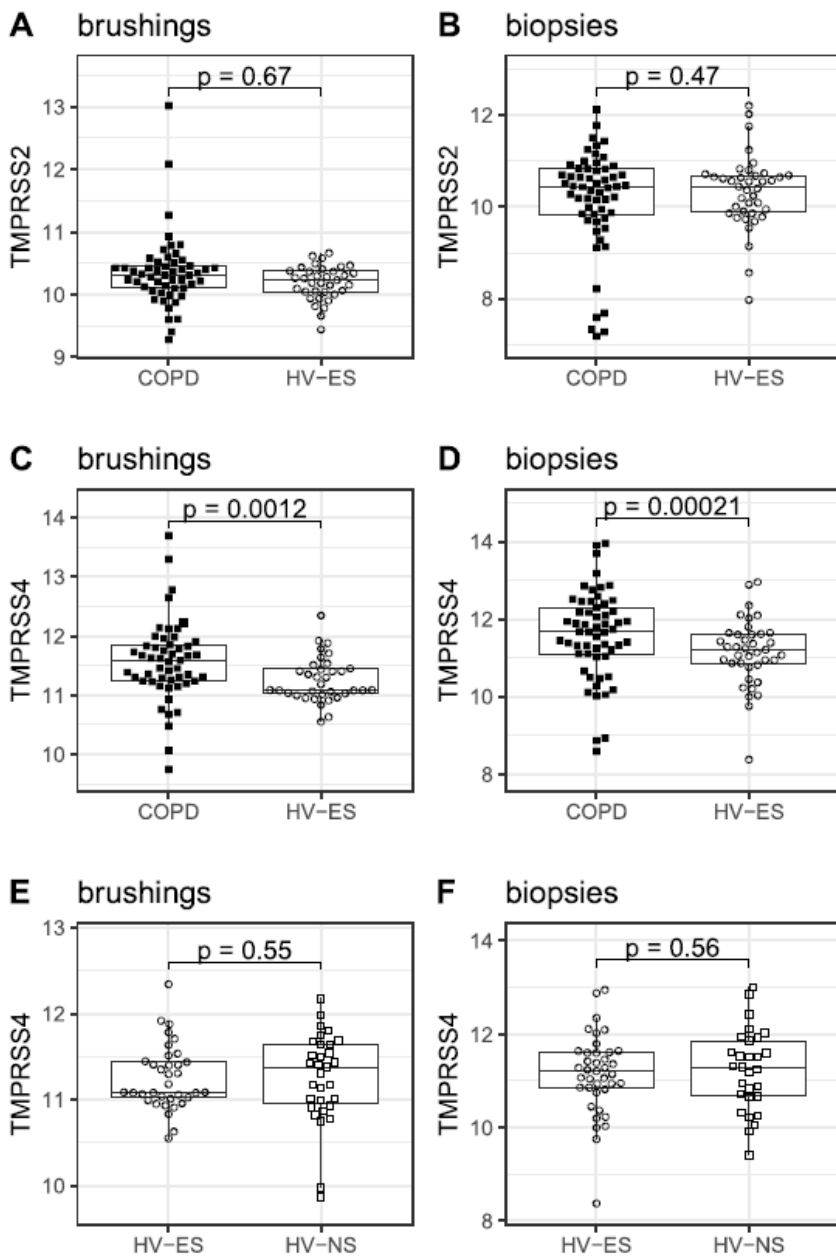 A brushings
p = 0.67
TMPRSS2
13
12
11
10
9
COPD HV−ES
B biopsies
p = 0.47
TMPRSS2
12
10
8
COPD HV−ES
C brushings
p = 0.0012
TMPRSS4
14
13
12
11
10
COPD HV−ES
D biopsies
p = 0.00021
TMPRSS4
14
12
10
8
COPD HV−ES
E brushings
p = 0.55
TMPRSS4
13
12
11
10
HV−ES HV−NS
F biopsies
p = 0.56
TMPRSS4
14
12
10
8
HV−ES HV−NS